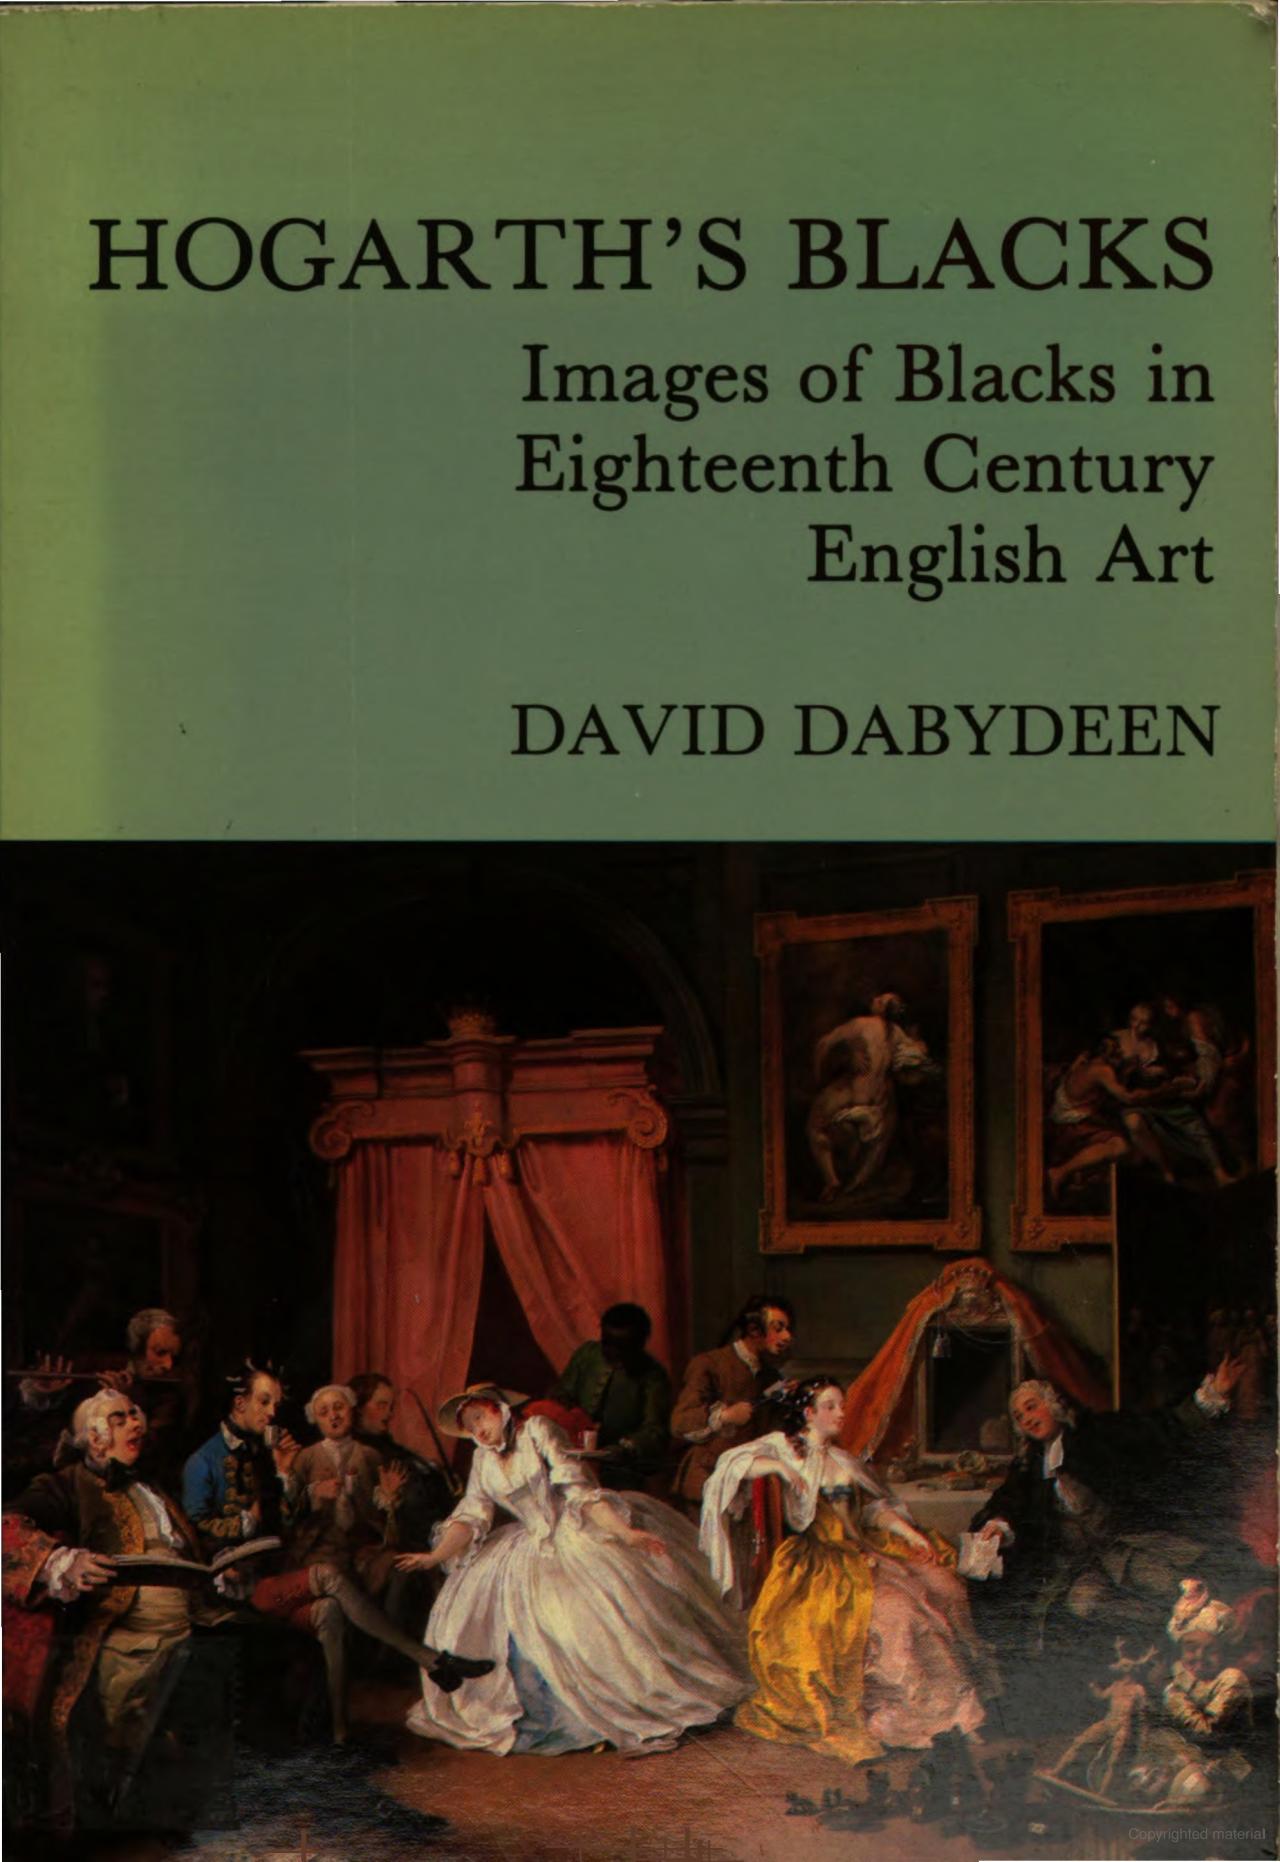 HOGARTH’S BLACKS
Images of Blacks in
Eighteenth Century
English Art
DAVID DABYDEEN
Copyrighted material